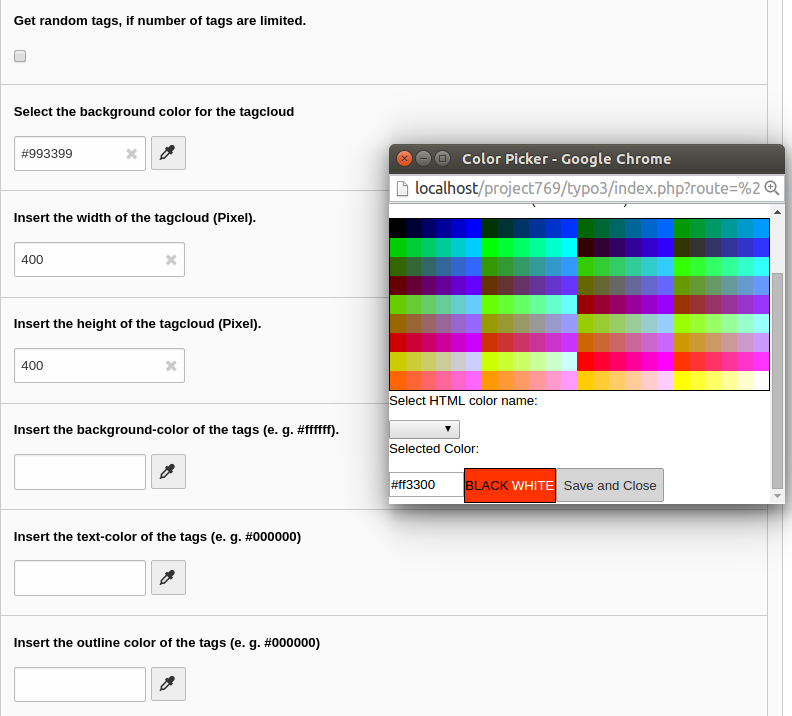 Get random tags, if number of tags are limited.
Select the background color for the tagcloud
#993399
Insert the width of the tagcloud (Pixel).
400
Insert the height of the tagcloud (Pixel).
400
Insert the background-color of the tags (e. g. #ffffff).
Insert the text-color of the tags (e. g. #000000)
Insert the outline color of the tags (e. g. #000000)
Color Picker - Google Chrome
localhost/project769/typo3/index.php?route=%2
Select HTML color name:
Selected Color:
#ff3300 BLACK WHITE Save and Close